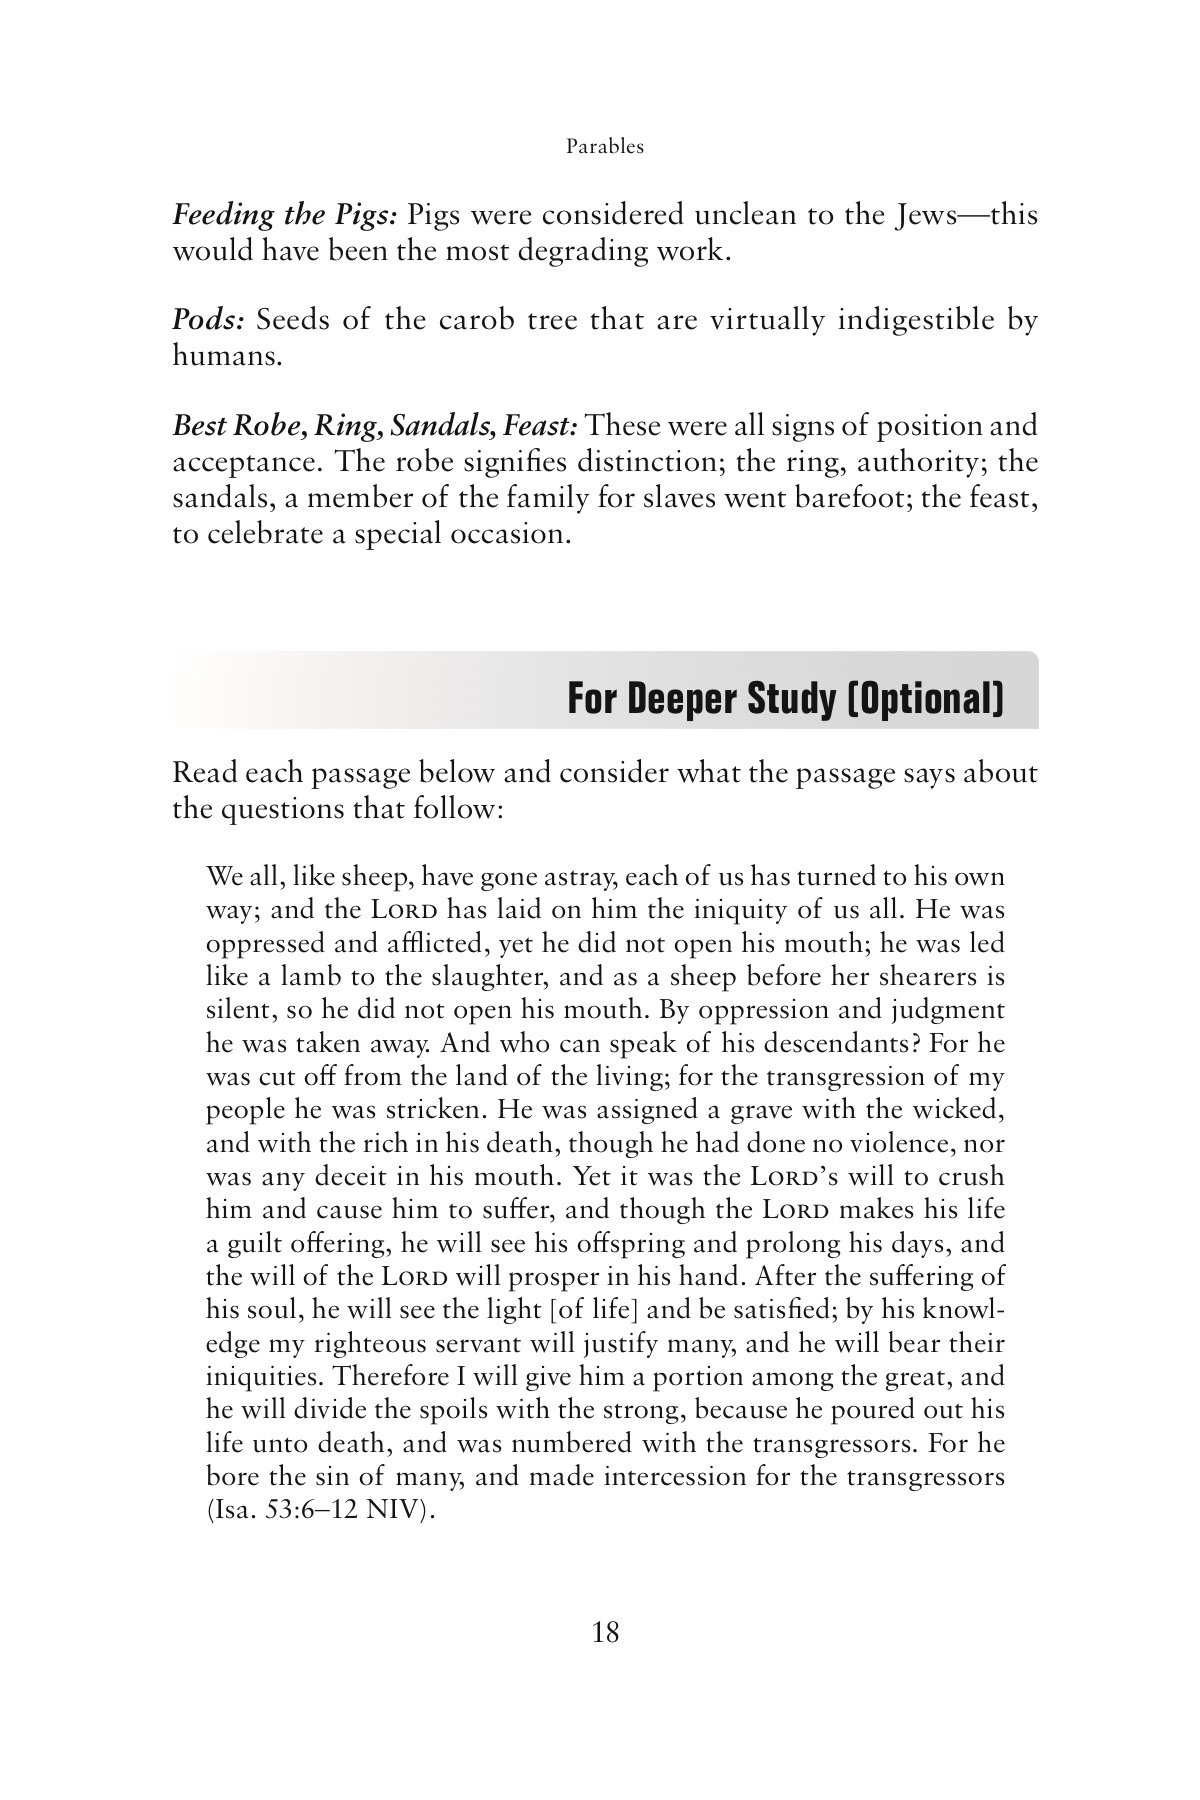 Parables
Feeding the Pigs: Pigs were considered unclean to the Jews—this
would have been the most degrading work.
Pods: Seeds of the carob tree that are virtually indigestible by
humans.
Best Robe, Ring, Sandals, Feast: These were all signs of position and
acceptance. The robe signifies distinction; the ring, authority; the
sandals, a member of the family for slaves went barefoot; the feast,
to celebrate a special occasion.
For Deeper Study (Optional)
Read each passage below and consider what the passage says about
the questions that follow:
We all, like sheep, have gone astray, each of us has turned to his own
way; and the LORD has laid on him the iniquity of us all. He was
oppressed and afflicted, yet he did not open his mouth; he was led
like a lamb to the slaughter, and as a sheep before her shearers is
silent, so he did not open his mouth. By oppression and judgment
he was taken away. And who can speak of his descendants? For he
was cut off from the land of the living; for the transgression of my
people he was stricken. He was assigned a grave with the wicked,
and with the rich in his death, though he had done no violence, nor
was any deceit in his mouth. Yet it was the LORD’s will to crush
him and cause him to suffer, and though the LORD makes his life
a guilt offering, he will see his offspring and prolong his days, and
the will of the LORD will prosper in his hand. After the suffering of
his soul, he will see the light [of life] and be satisfied; by his knowl-
edge my righteous servant will justify many, and he will bear their
iniquities. Therefore I will give him a portion among the great, and
he will divide the spoils with the strong, because he poured out his
life unto death, and was numbered with the transgressors. For he
bore the sin of many, and made intercession for the transgressors
(Isa. 53:6–12 NIV).
18